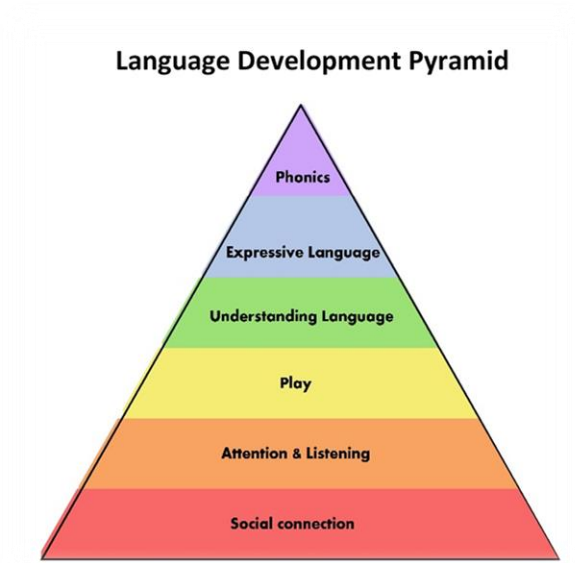 Language Development Pyramid
Phonics
Expressive Language
Understanding Language
Play
Attention & Listening
Social connection